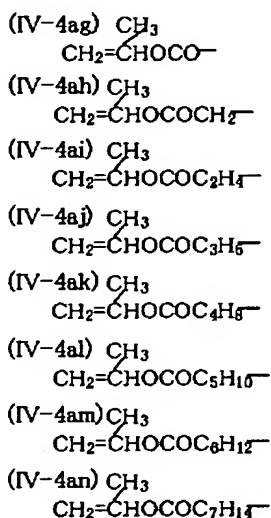 (IV-4ag) CH₃
CH₂=CHOCO—
(IV-4ah) CH₃
CH₂=CHOCOCH₂—
(IV-4ai) CH₃
CH₂=CHOCOC₂H₄—
(IV-4aj) CH₃
CH₂=CHOCOC₃H₆—
(IV-4ak) CH₃
CH₂=CHOCOC₄H₈—
(IV-4al) CH₃
CH₂=CHOCOC₅H₁₀—
(IV-4am) CH₃
CH₂=CHOCOC₆H₁₂—
(IV-4an) CH₃
CH₂=CHOCOC₇H₁₄—